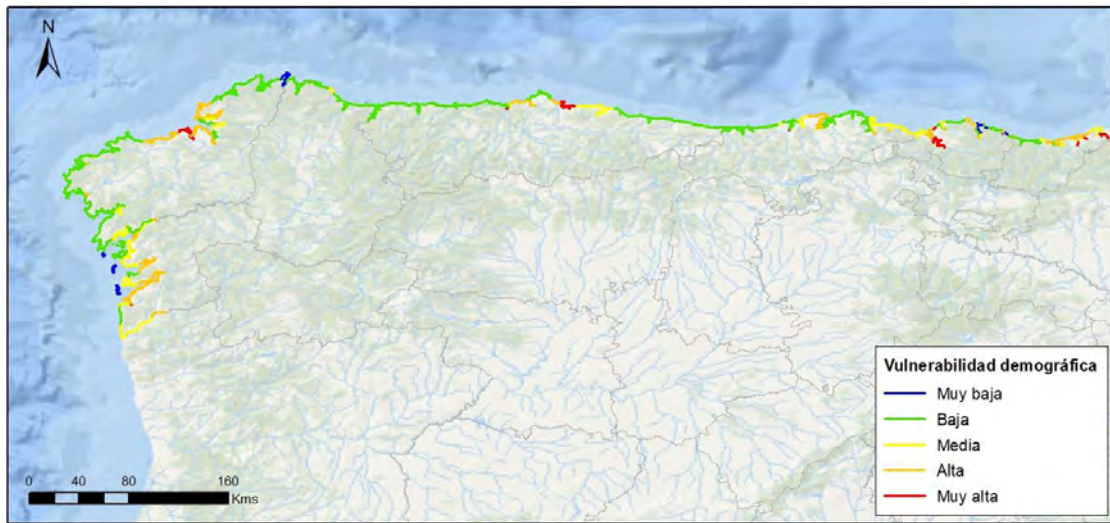 N
Vulnerabilidad demográfica
Muy baja
Baja
Media
Alta
Muy alta
0 40 80 160
Kms